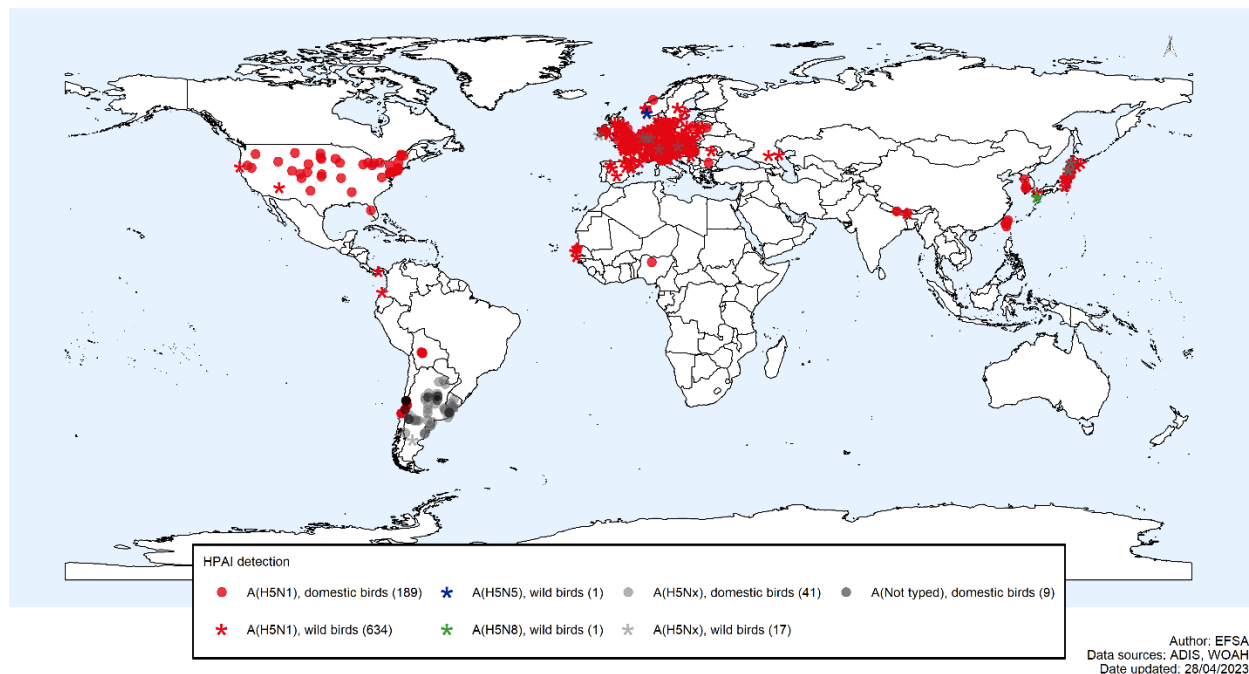 HPAI detection
A(H5N1), domestic birds (189) A(H5N5), wild birds (1) A(H5Nx), domestic birds (41) A(Not typed), domestic birds (9)
A(H5N1), wild birds (634) A(H5N8), wild birds (1) A(H5Nx), wild birds (17)
Author: EFSA
Data sources: ADIS, WOAH
Date updated: 28/04/2023